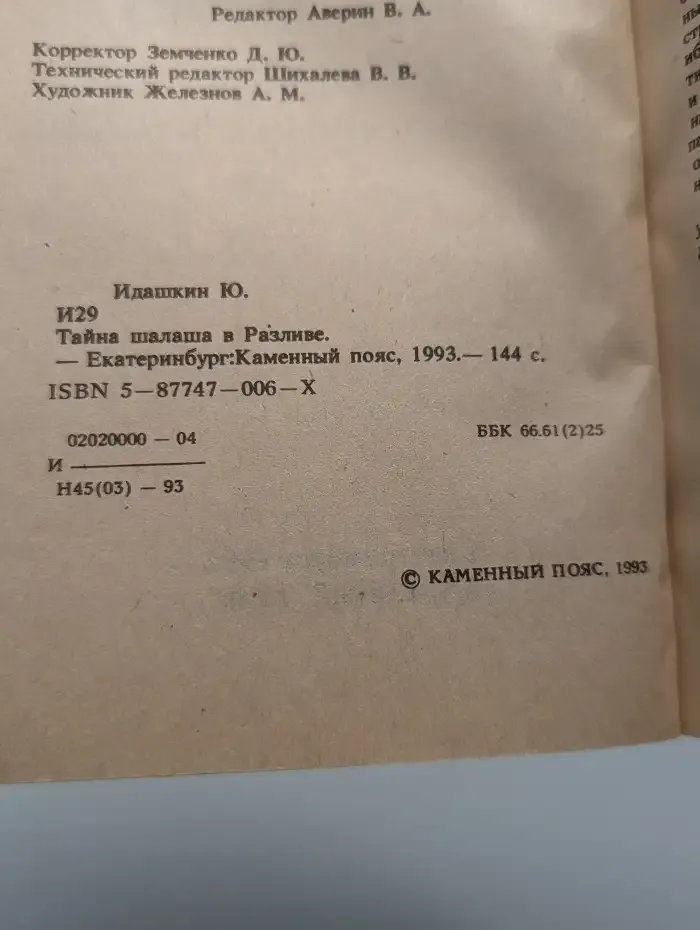 Редактор Аверин В. А.
Корректор Земченко Д. Ю.
Технический редактор Шихалева В. В.
Художник Железнов А. М.
Идашкин Ю.
И29
Тайна шалаша в Разливе.
— Екатеринбург:Каменный пояс, 1993.— 144 с.
ISBN 5—87747—006—X
02020000 — 04
И
Н45(03) — 93
ББК 66.61(2)25
© КАМЕННЫЙ ПОЯС, 1993